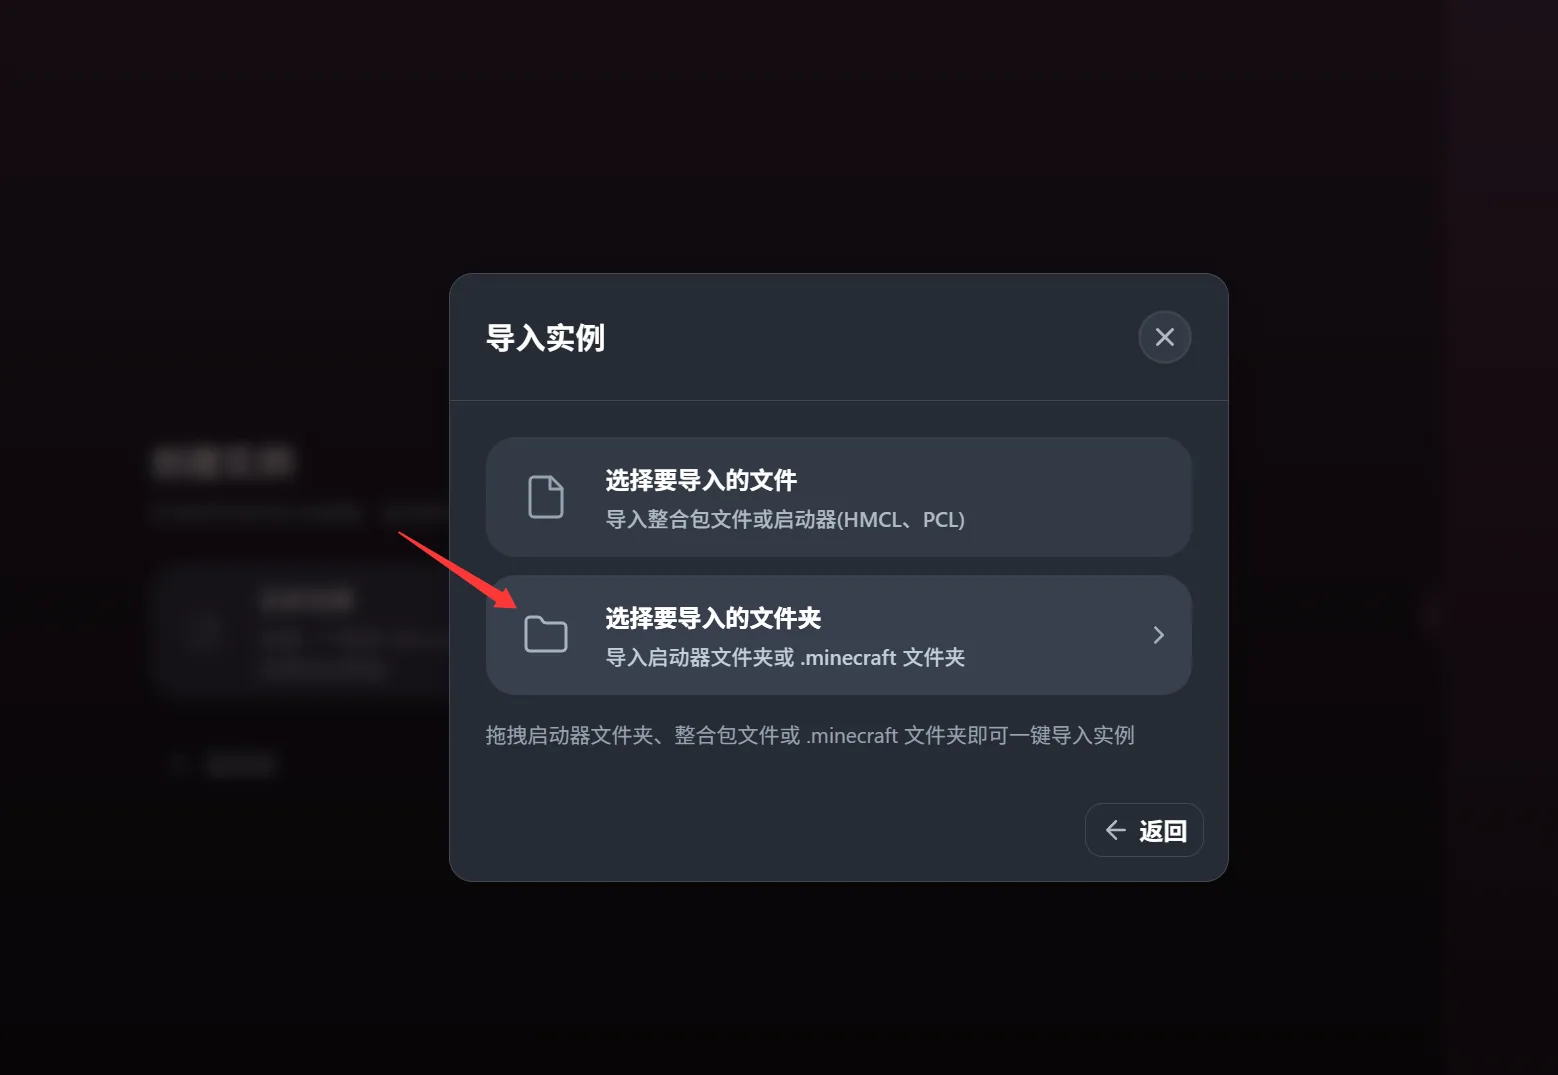 导入实例
选择要导入的文件
导入整合包文件或启动器(HMCL、PCL)
选择要导入的文件夹
导入启动器文件夹或 .minecraft 文件夹
拖拽启动器文件夹、整合包文件或 .minecraft 文件夹即可一键导入实例
返回